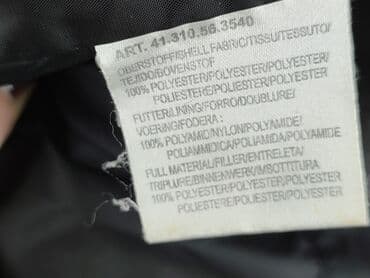 ART. 41.310.56.3540
OBERSTOFF/SHELL FABRIC/TISSU/TESSUTO/
TEJIDO/BOVENSTOF
100% POLYESTER/POLYESTER/POLYESTER/
POLIESTERE/POLIESTER/POLYESTER
FUTTER/LINING/FORRO/DOUBLURE/
VOERING/FODERA :
100% POLYAMID/NYLON/POLYAMIDE/
POLIAMMIDICA/POLIAMIDA/POLYAMIDE
FULL MATERIAL/FILLER/ENTRELETA/
TRIPLURE/BINNENWERK/IMSOTTITURA
100% POLYESTER/POLYESTER/POLYESTER
POLIESTERE/POLIESTER/POLYESTER